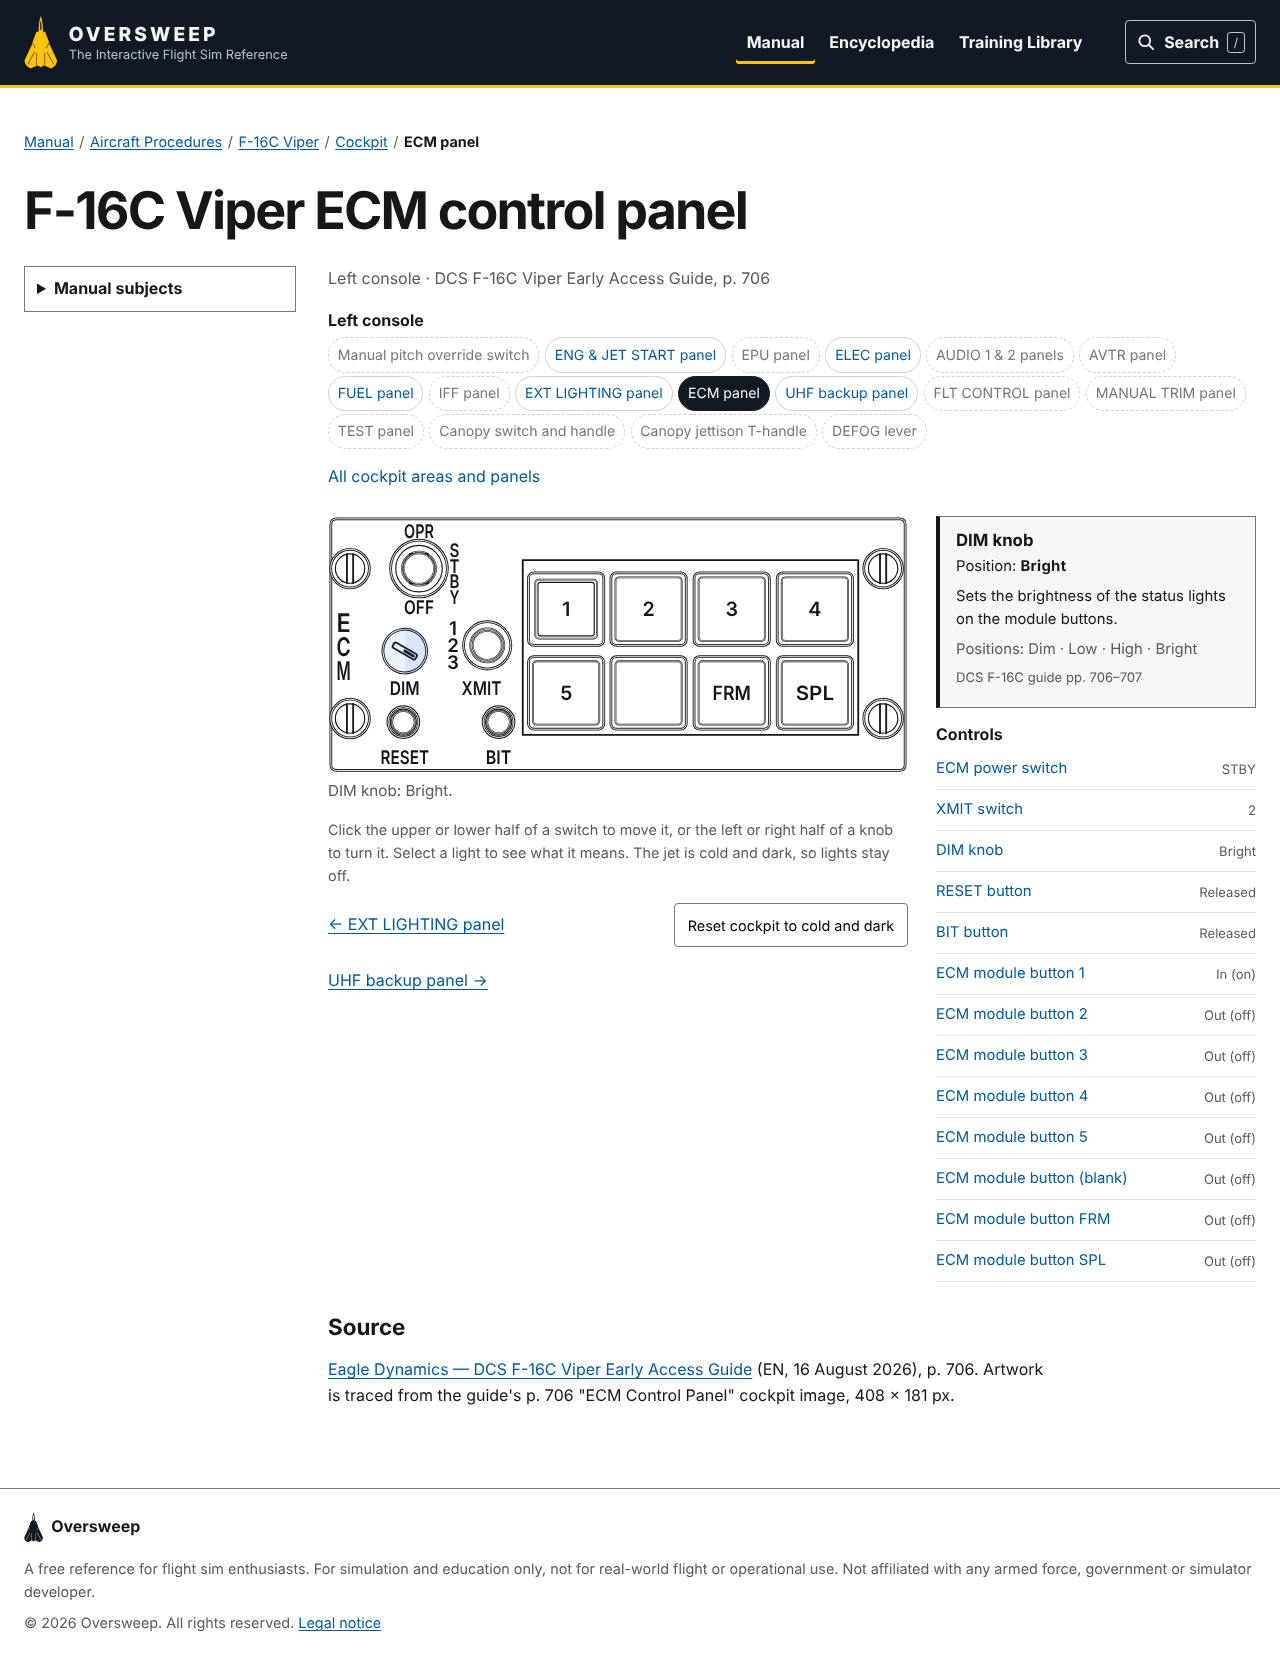 OVERSWEEP
The Interactive Flight Sim Reference
Manual
Encyclopedia
Training Library
Search /
Manual / Aircraft Procedures / F-16C Viper / Cockpit / ECM panel
F-16C Viper ECM control panel
Manual subjects
Left console · DCS F-16C Viper Early Access Guide, p. 706
Left console
Manual pitch override switch
ENG & JET START panel
EPU panel
ELEC panel
AUDIO 1 & 2 panels
AVTR panel
FUEL panel
IFF panel
EXT LIGHTING panel
ECM panel
UHF backup panel
FLT CONTROL panel
MANUAL TRIM panel
TEST panel
Canopy switch and handle
Canopy jettison T-handle
DEFOG lever
All cockpit areas and panels
OPR
STBY
OFF
ECM
1
2
3
DIM
XMIT
RESET
BIT
1
2
3
4
5
FRM
SPL
DIM knob: Bright.
Click the upper or lower half of a switch to move it, or the left or right half of a knob
to turn it. Select a light to see what it means. The jet is cold and dark, so lights stay
off.
← EXT LIGHTING panel
Reset cockpit to cold and dark
UHF backup panel →
DIM knob
Position: Bright
Sets the brightness of the status lights
on the module buttons.
Positions: Dim · Low · High · Bright
DCS F-16C guide pp. 706–707
Controls
ECM power switch STBY
XMIT switch 2
DIM knob Bright
RESET button Released
BIT button Released
ECM module button 1 In (on)
ECM module button 2 Out (off)
ECM module button 3 Out (off)
ECM module button 4 Out (off)
ECM module button 5 Out (off)
ECM module button (blank) Out (off)
ECM module button FRM Out (off)
ECM module button SPL Out (off)
Source
Eagle Dynamics — DCS F-16C Viper Early Access Guide (EN, 16 August 2026), p. 706. Artwork
is traced from the guide's p. 706 "ECM Control Panel" cockpit image, 408 × 181 px.
Oversweep
A free reference for flight sim enthusiasts. For simulation and education only, not for real-world flight or operational use. Not affiliated with any armed force, government or simulator
developer.
© 2026 Oversweep. All rights reserved. Legal notice